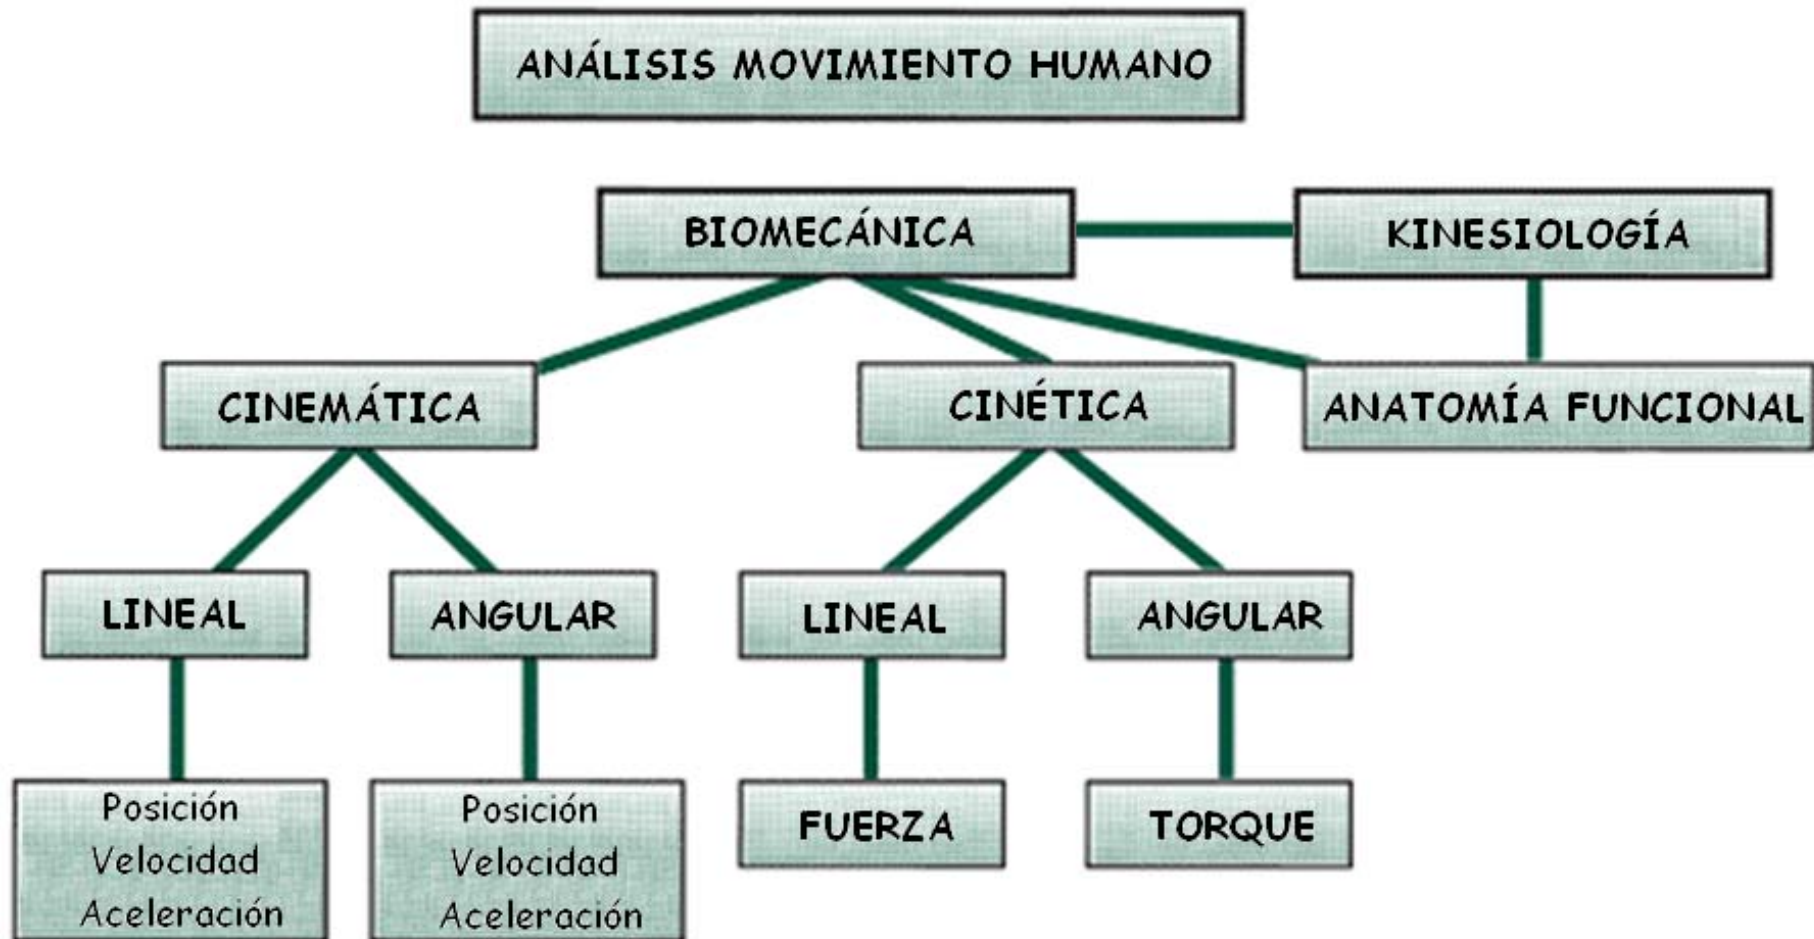 ANÁLISIS MOVIMIENTO HUMANO
BIOMECÁNICA
KINESIOLOGÍA
CINEMÁTICA
CINÉTICA
ANATOMÍA FUNCIONAL
LINEAL
ANGULAR
LINEAL
ANGULAR
Posición
Velocidad
Aceleración
Posición
Velocidad
Aceleración
FUERZA
TORQUE